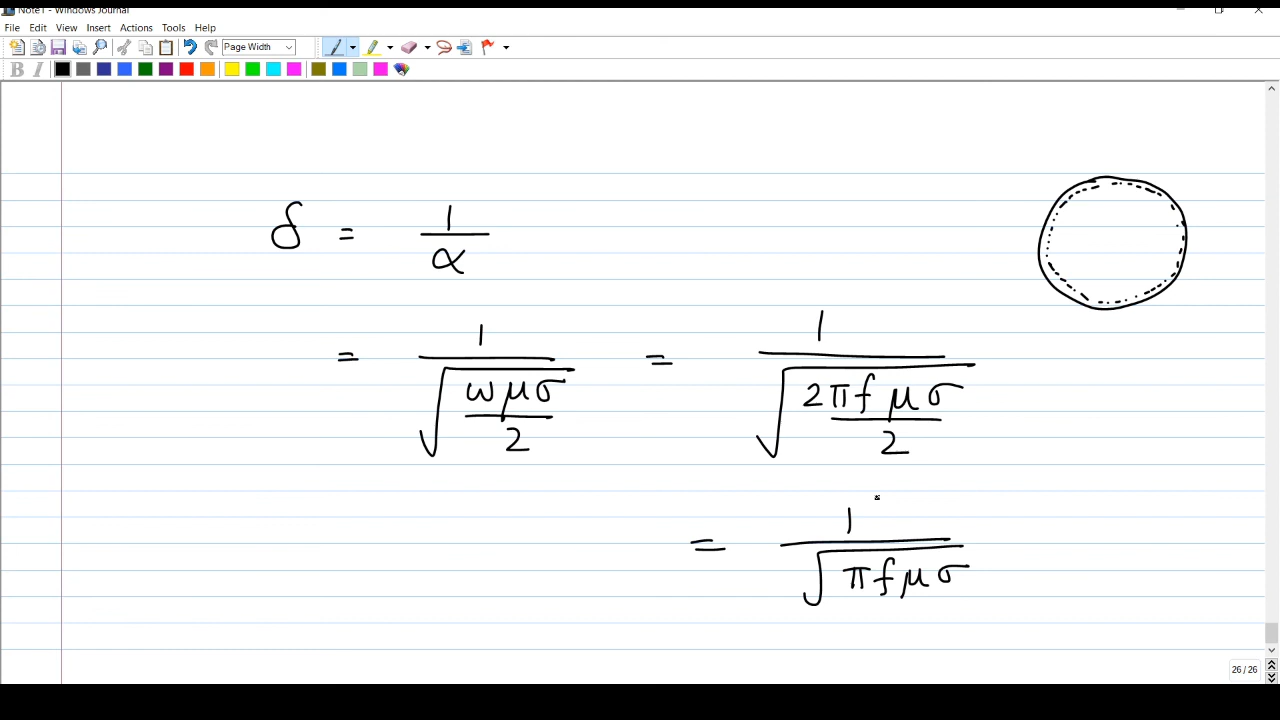 Note1 - Windows Journal
File Edit View Insert Actions Tools Help
Page Width
B I
δ = 1/α
= 1/√(ωμσ/2) = 1/√(2πfμσ/2)
= 1/√(πfμσ)
26 / 26